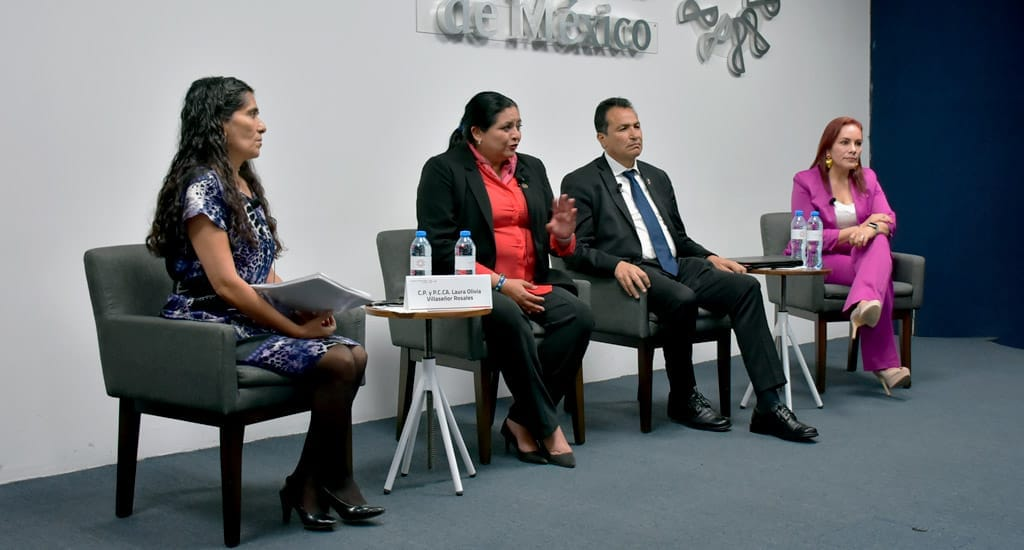 de México
C.P. y P.C.CA. Laura Olivia
Villaseñor Rosales